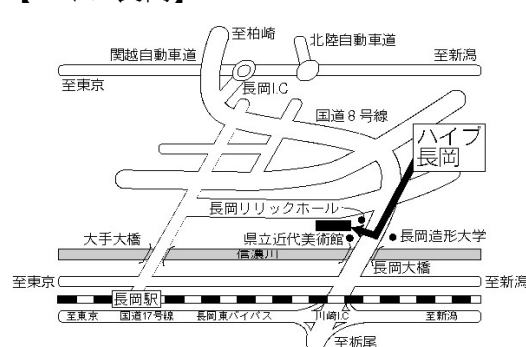 至柏崎
北陸自動車道
関越自動車道
至新潟
至東京
長岡I.C
国道8号線
ハイブ
長岡
長岡リリックホール
大手大橋
県立近代美術館
長岡造形大学
信濃川
長岡大橋
至東京
至新潟
長岡駅
至東京 国道17号線 長岡東バイパス 川崎I.C 至新潟
至栃尾